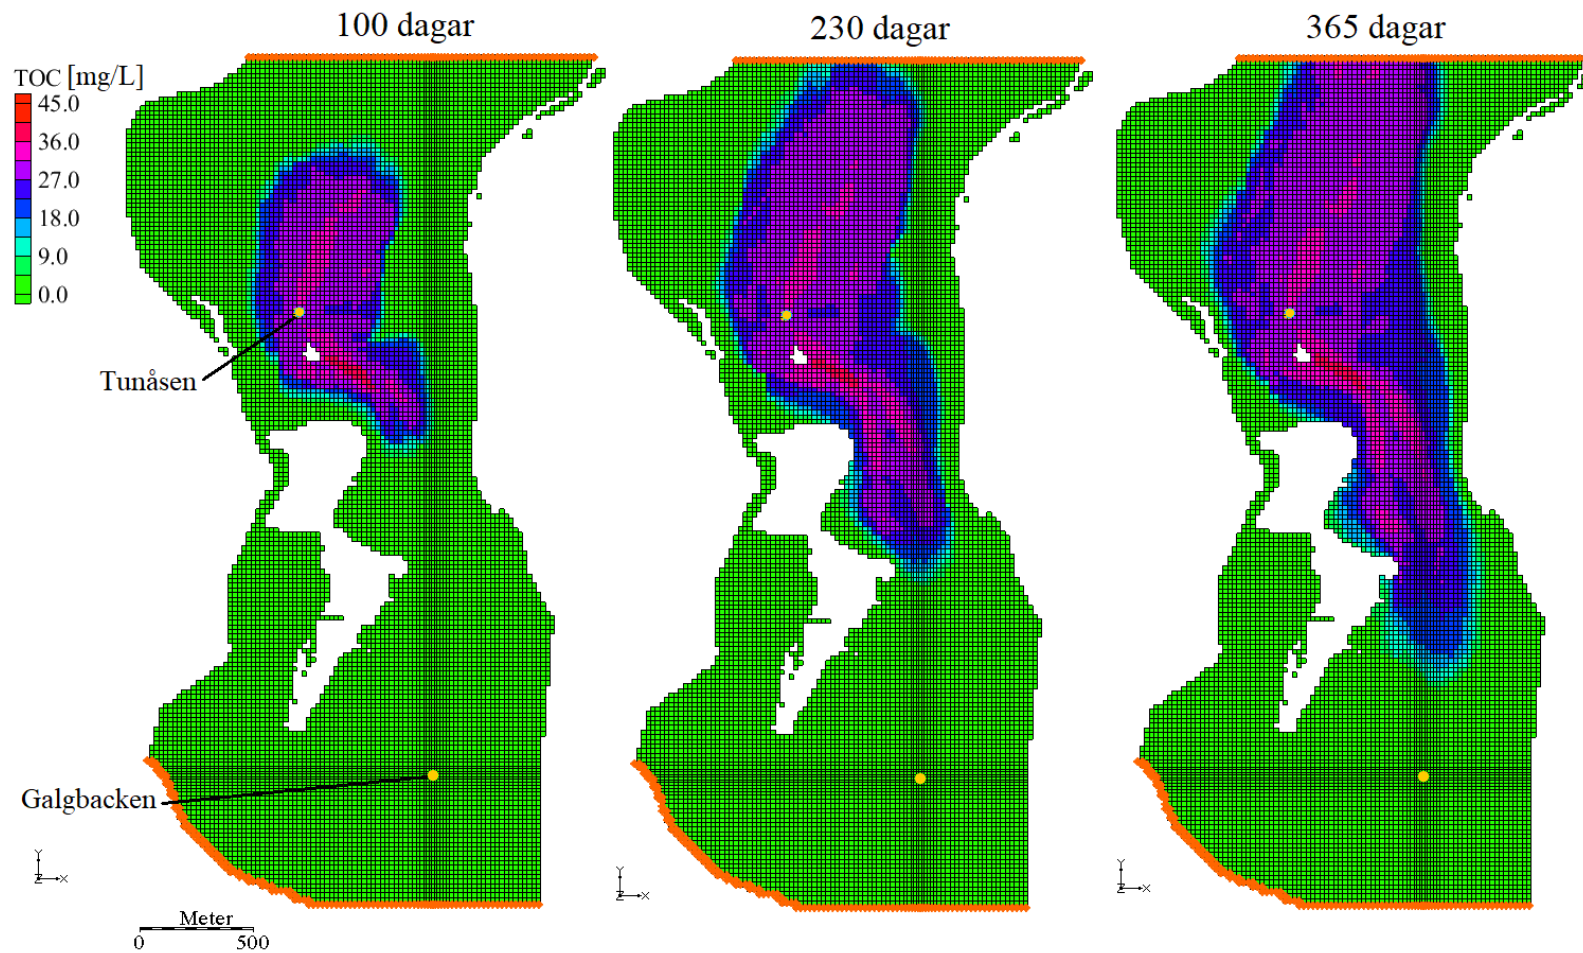 100 dagar
230 dagar
365 dagar
TOC [mg/L]
45.0
36.0
27.0
18.0
9.0
0.0
Tunåsen
Galgbacken
Y
Z X
Y
Z X
Y
Z X
Meter
0 500